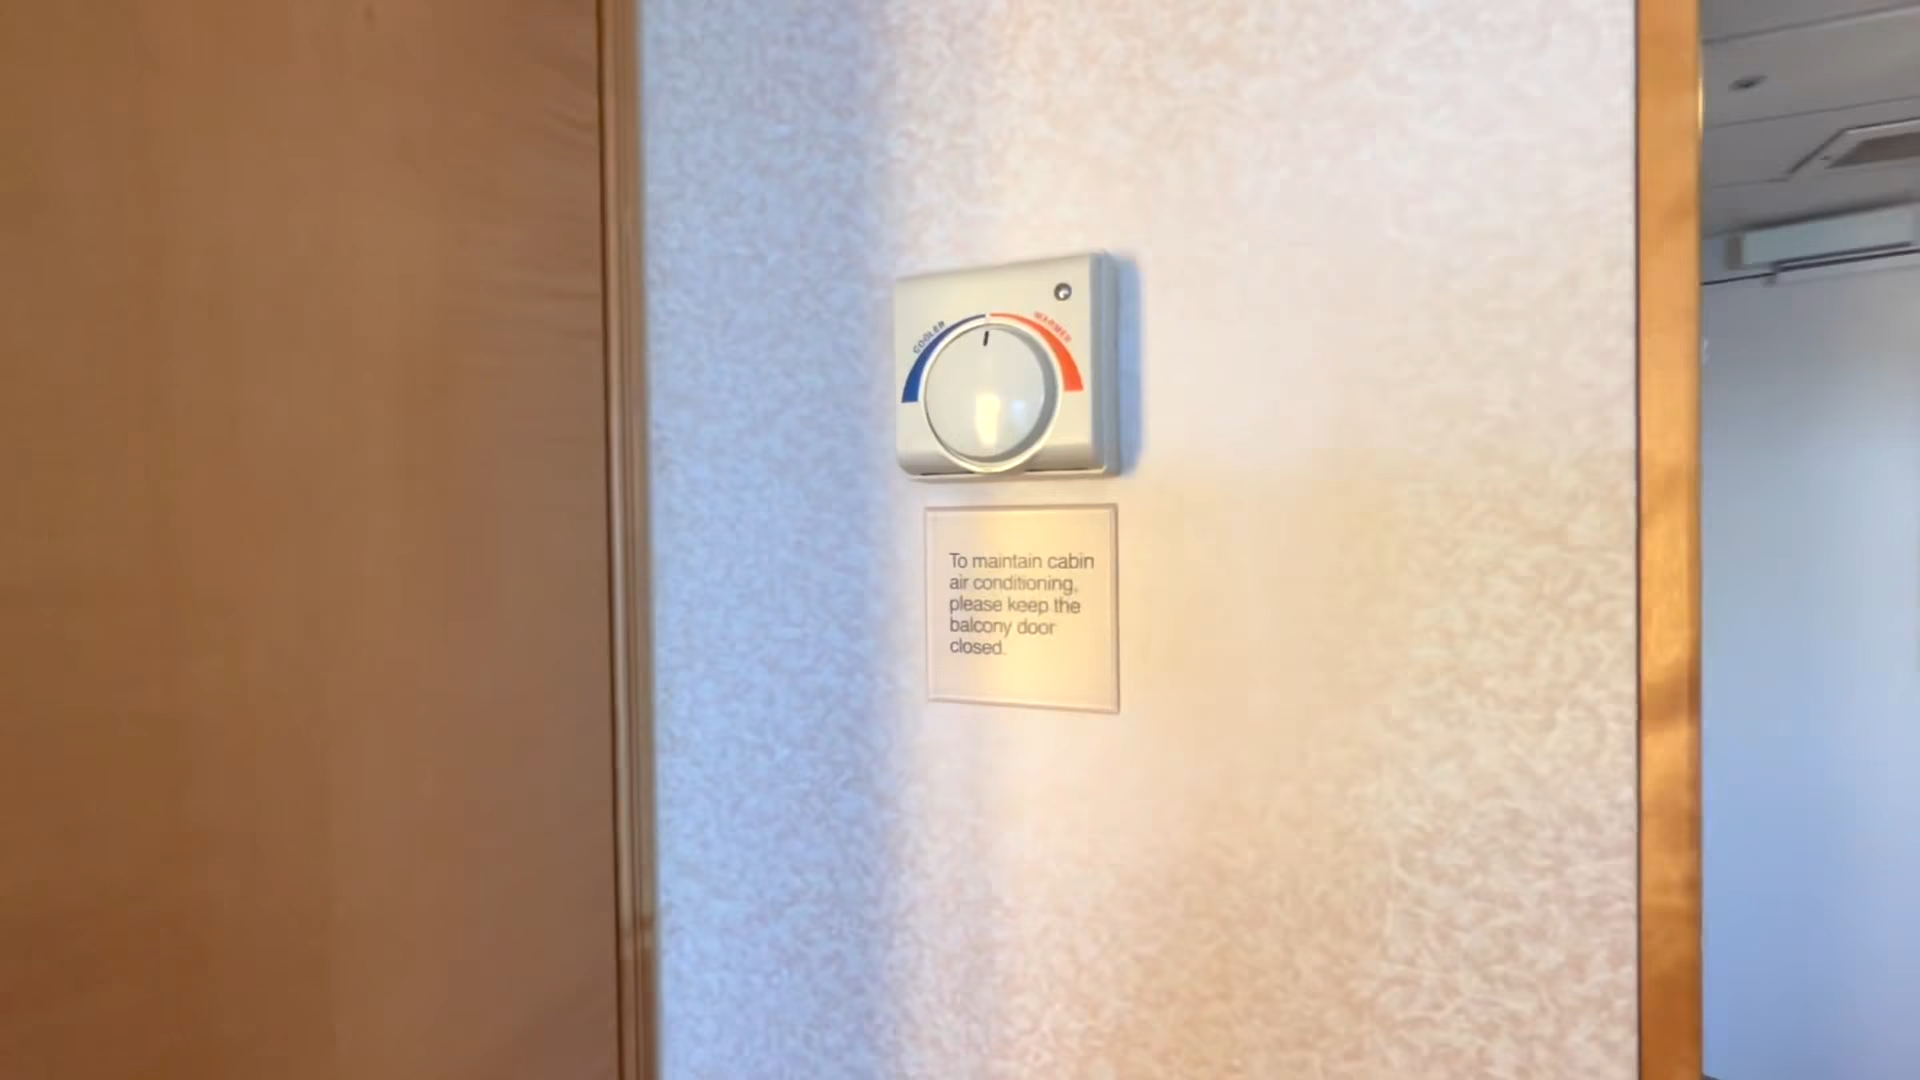 COOLER
WARMER
To maintain cabin
air conditioning,
please keep the
balcony door
closed.